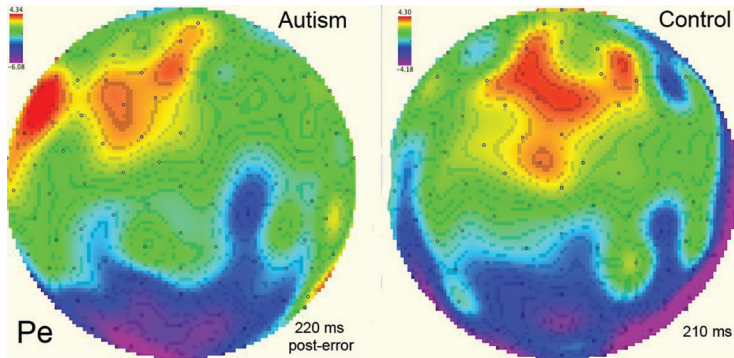 4.34
Autism
-6.08
4.30
Control
-4.18
Pe
220 ms
post-error
210 ms